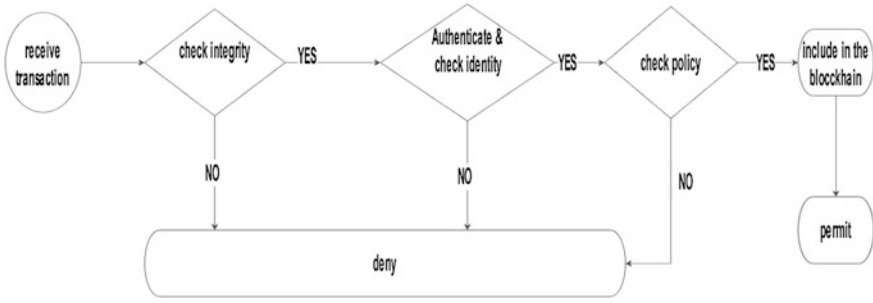 receive
transaction
check integrity
YES
Authenticate &
check identity
YES
check policy
YES
include in the
blocckhain
NO
NO
NO
deny
permit